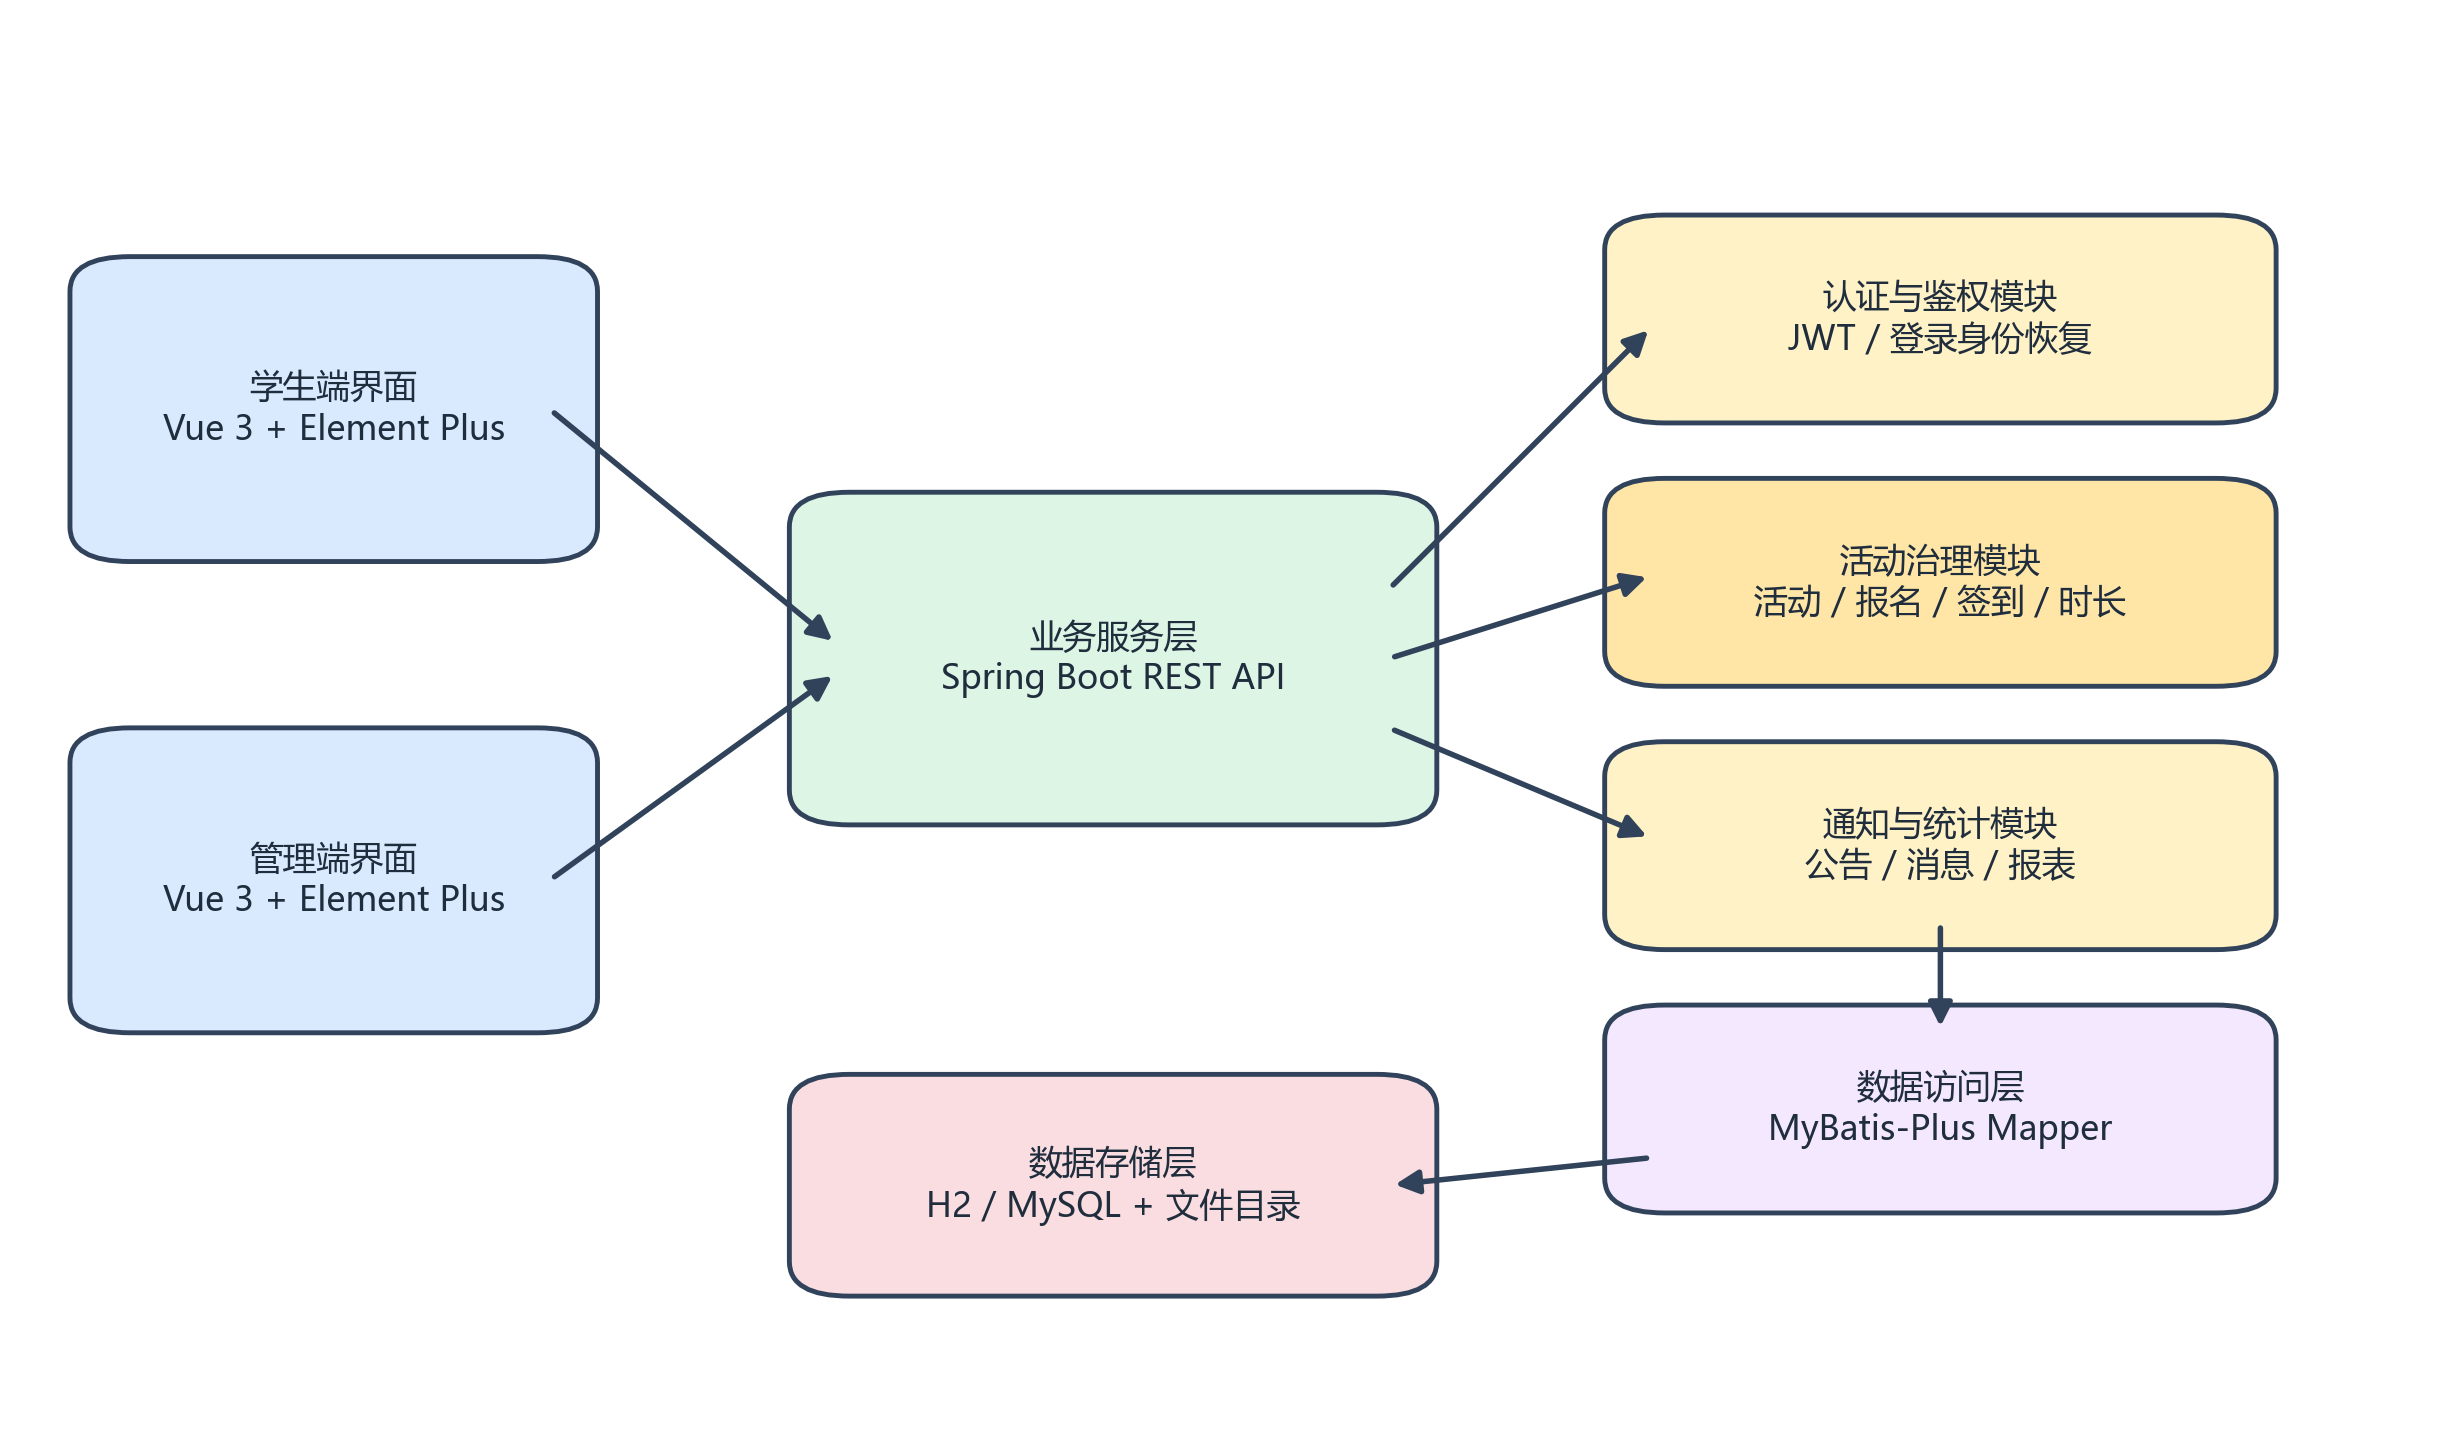 学生端界面
Vue 3 + Element Plus
管理端界面
Vue 3 + Element Plus
业务服务层
Spring Boot REST API
认证与鉴权模块
JWT / 登录身份恢复
活动治理模块
活动 / 报名 / 签到 / 时长
通知与统计模块
公告 / 消息 / 报表
数据访问层
MyBatis-Plus Mapper
数据存储层
H2 / MySQL + 文件目录